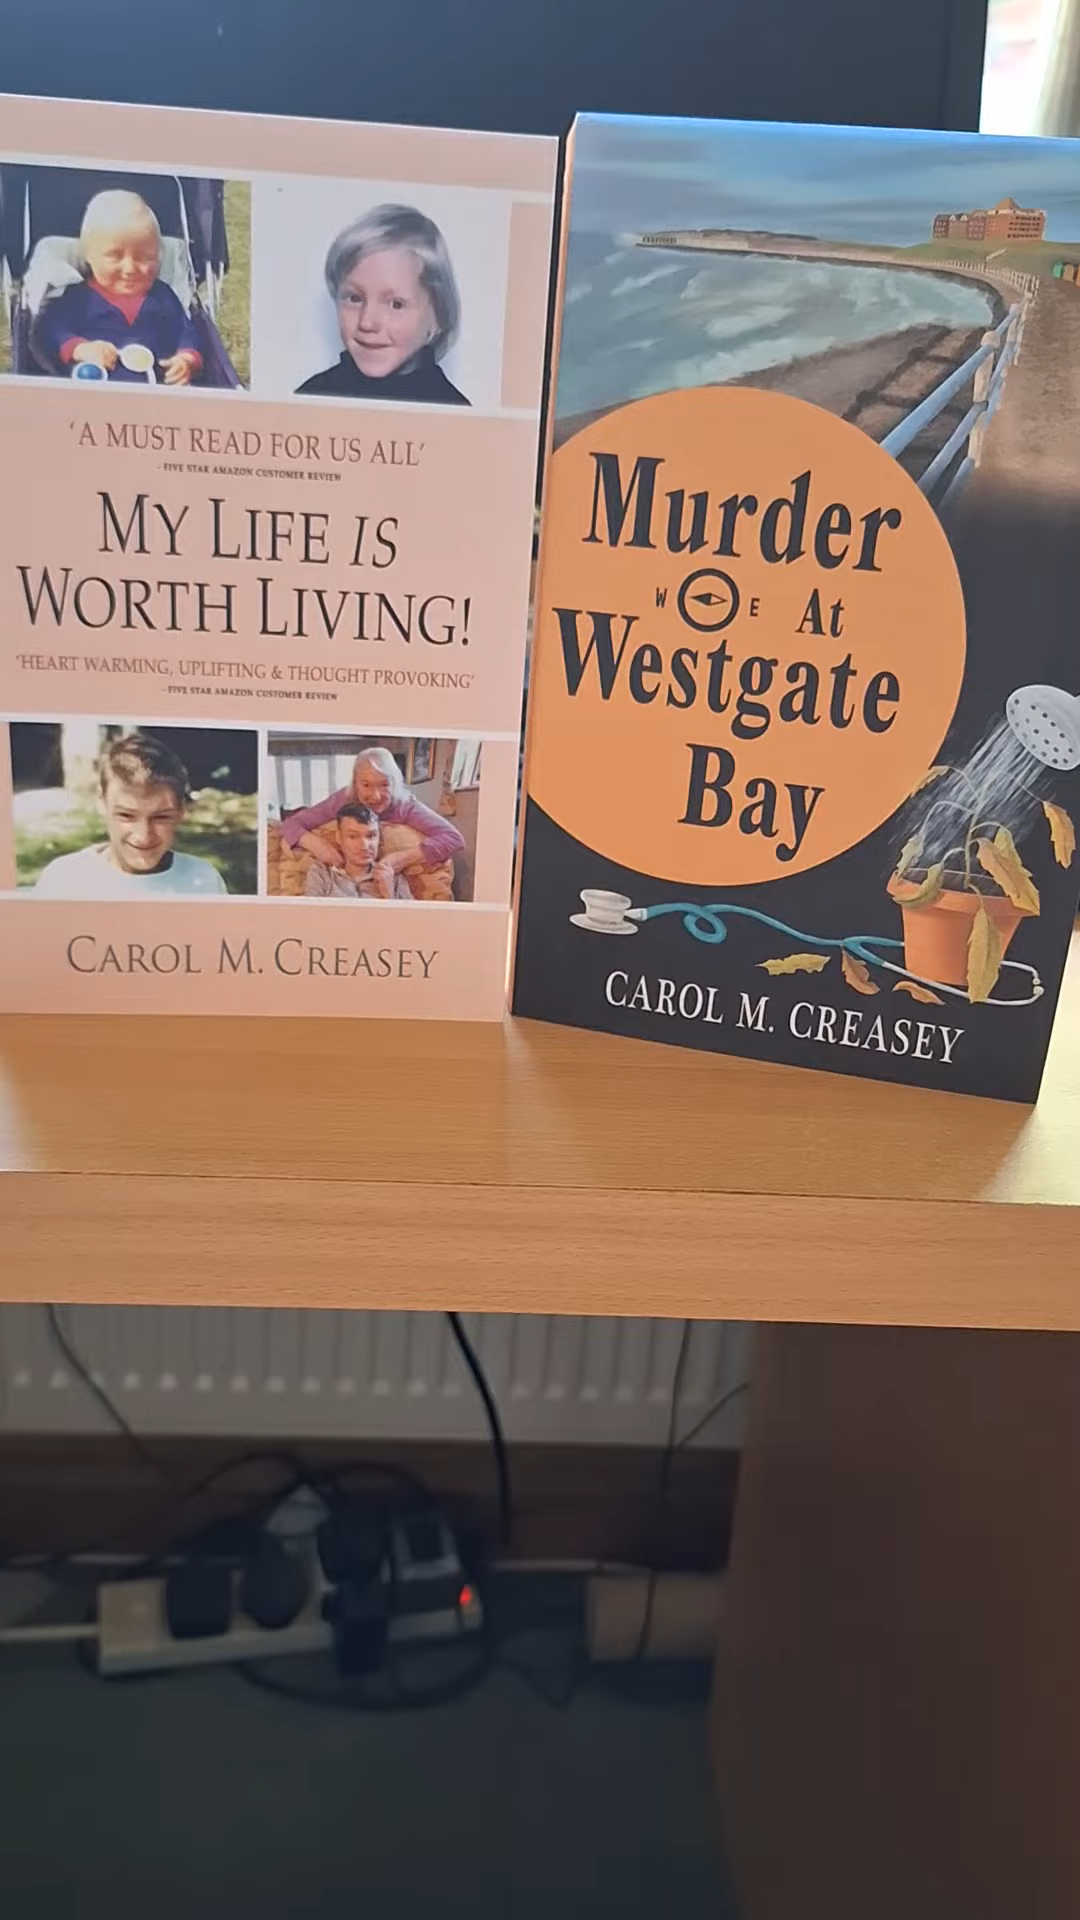 'A MUST READ FOR US ALL'
- FIVE STAR AMAZON CUSTOMER REVIEW
MY LIFE IS
WORTH LIVING!
'HEART WARMING, UPLIFTING & THOUGHT PROVOKING'
- FIVE STAR AMAZON CUSTOMER REVIEW
CAROL M. CREASEY
Murder
W E At
Westgate
Bay
CAROL M. CREASEY